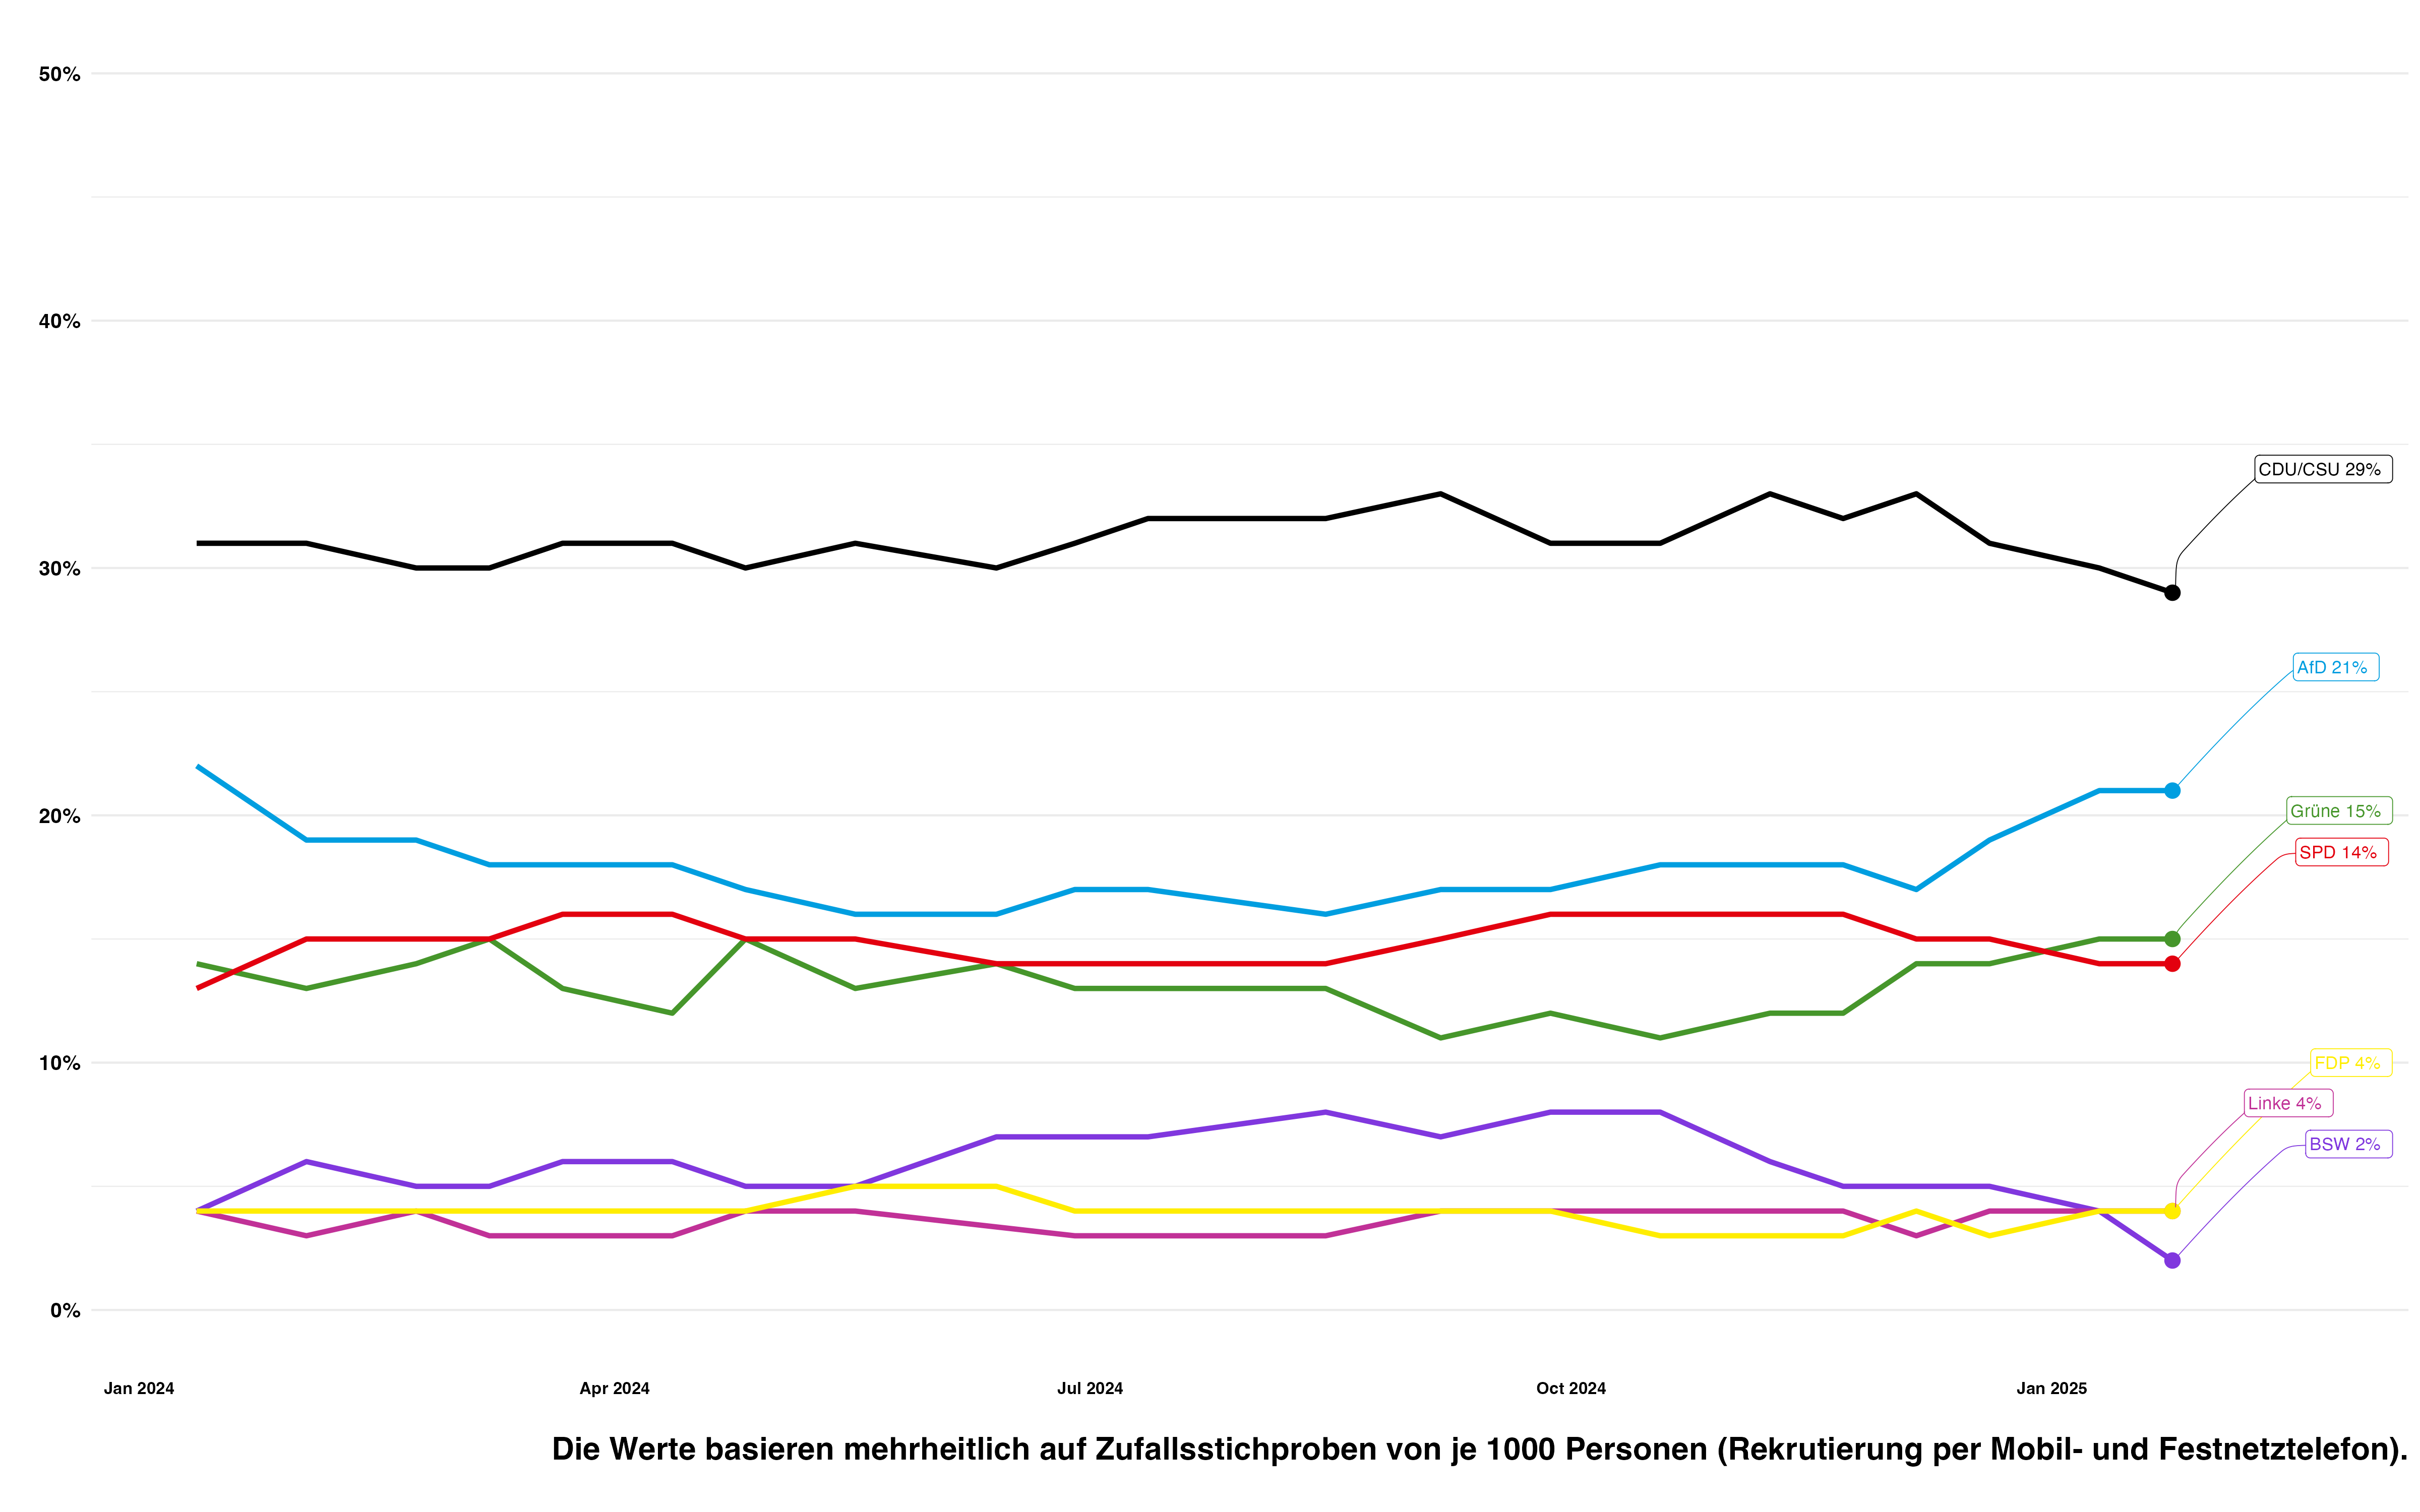 50%
40%
CDU/CSU 29%
30%
AfD 21%
20%
Grüne 15%
SPD 14%
10%
FDP 4%
Linke 4%
BSW 2%
0%
Jan 2024 Apr 2024 Jul 2024 Oct 2024 Jan 2025
Die Werte basieren mehrheitlich auf Zufallsstichproben von je 1000 Personen (Rekrutierung per Mobil- und Festnetztelefon).